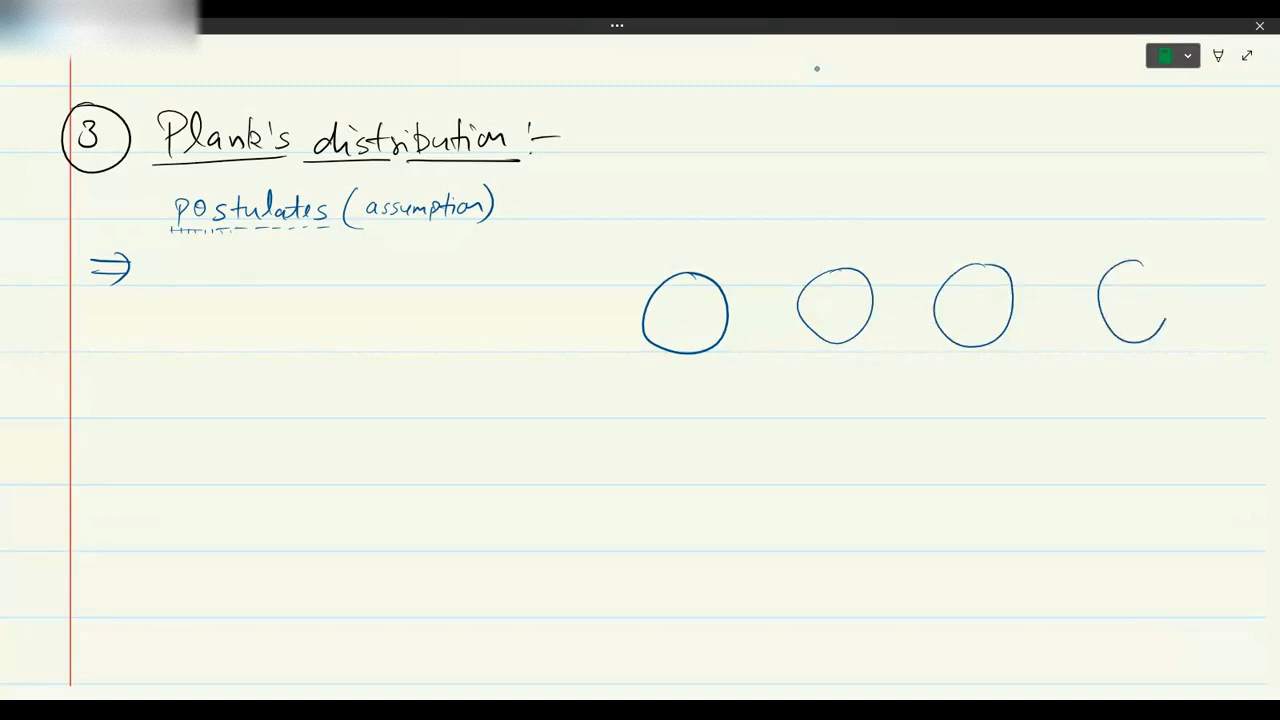 3 Plank's distribution :-
postulates (assumption)
⇒